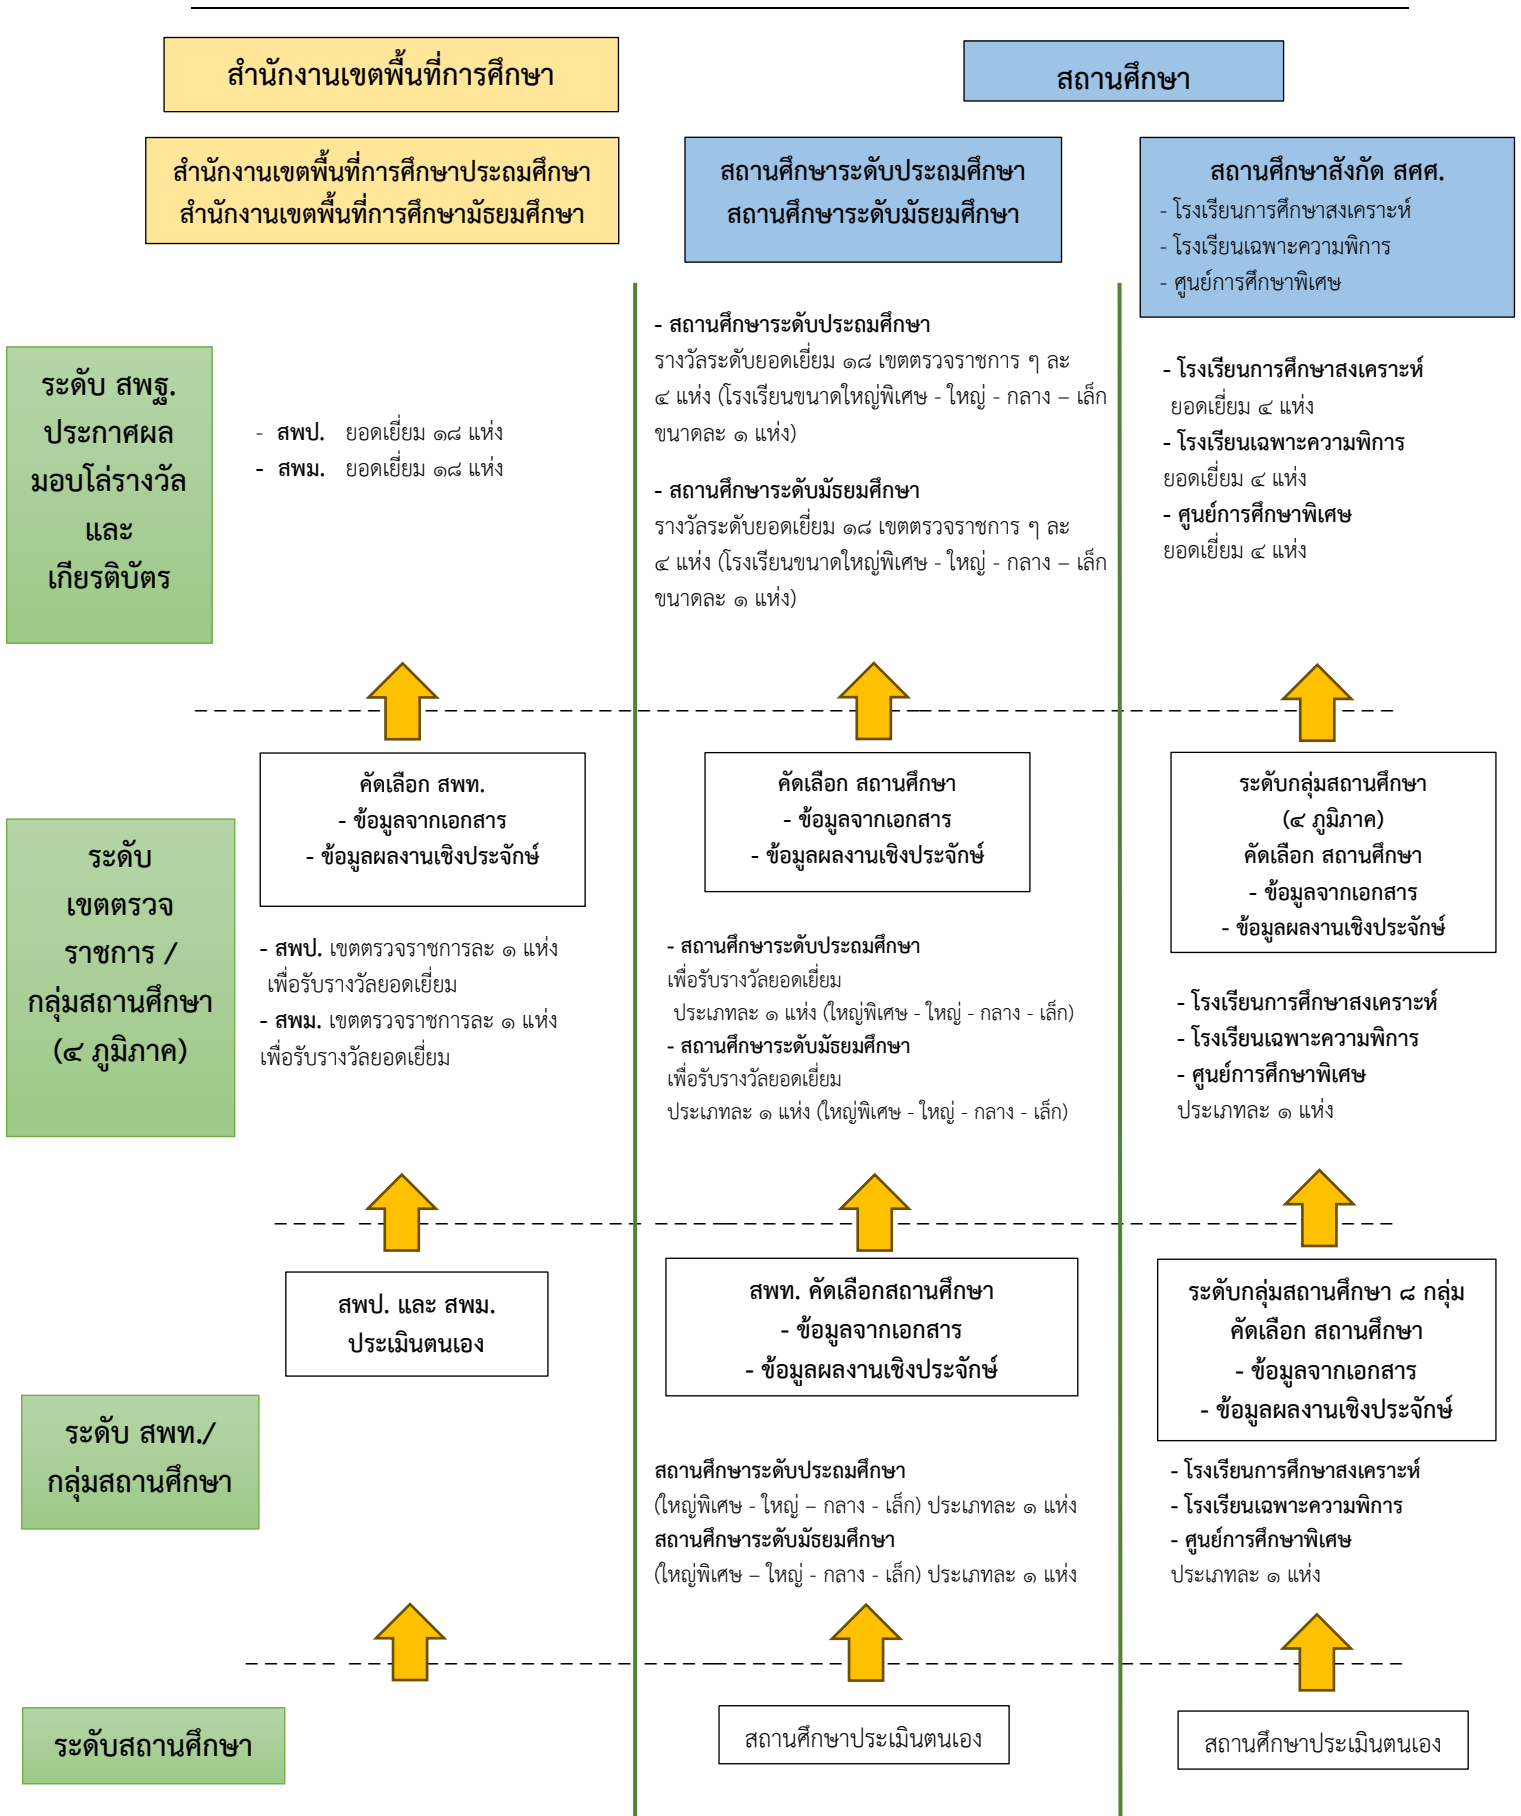 สำนักงานเขตพื้นที่การศึกษา
สถานศึกษา
สำนักงานเขตพื้นที่การศึกษาประถมศึกษา
สำนักงานเขตพื้นที่การศึกษามัธยมศึกษา
สถานศึกษาระดับประถมศึกษา
สถานศึกษาระดับมัธยมศึกษา
สถานศึกษาสังกัด สศศ.
- โรงเรียนการศึกษาสงเคราะห์
- โรงเรียนเฉพาะความพิการ
- ศูนย์การศึกษาพิเศษ
ระดับ สพฐ.
ประกาศผล
มอบโล่รางวัล
และ
เกียรติบัตร
- สพป. ยอดเยี่ยม ๑๘ แห่ง
- สพม. ยอดเยี่ยม ๑๘ แห่ง
- สถานศึกษาระดับประถมศึกษา
รางวัลระดับยอดเยี่ยม ๑๘ เขตตรวจราชการ ๆ ละ
๔ แห่ง (โรงเรียนขนาดใหญ่พิเศษ - ใหญ่ - กลาง – เล็ก
ขนาดละ ๑ แห่ง)
- สถานศึกษาระดับมัธยมศึกษา
รางวัลระดับยอดเยี่ยม ๑๘ เขตตรวจราชการ ๆ ละ
๔ แห่ง (โรงเรียนขนาดใหญ่พิเศษ - ใหญ่ - กลาง – เล็ก
ขนาดละ ๑ แห่ง)
- โรงเรียนการศึกษาสงเคราะห์
ยอดเยี่ยม ๔ แห่ง
- โรงเรียนเฉพาะความพิการ
ยอดเยี่ยม ๔ แห่ง
- ศูนย์การศึกษาพิเศษ
ยอดเยี่ยม ๔ แห่ง
ระดับ
เขตตรวจ
ราชการ /
กลุ่มสถานศึกษา
(๔ ภูมิภาค)
คัดเลือก สพท.
- ข้อมูลจากเอกสาร
- ข้อมูลผลงานเชิงประจักษ์
- สพป. เขตตรวจราชการละ ๑ แห่ง
เพื่อรับรางวัลยอดเยี่ยม
- สพม. เขตตรวจราชการละ ๑ แห่ง
เพื่อรับรางวัลยอดเยี่ยม
คัดเลือก สถานศึกษา
- ข้อมูลจากเอกสาร
- ข้อมูลผลงานเชิงประจักษ์
- สถานศึกษาระดับประถมศึกษา
เพื่อรับรางวัลยอดเยี่ยม
ประเภทละ ๑ แห่ง (ใหญ่พิเศษ - ใหญ่ - กลาง - เล็ก)
- สถานศึกษาระดับมัธยมศึกษา
เพื่อรับรางวัลยอดเยี่ยม
ประเภทละ ๑ แห่ง (ใหญ่พิเศษ - ใหญ่ - กลาง - เล็ก)
ระดับกลุ่มสถานศึกษา
(๔ ภูมิภาค)
คัดเลือก สถานศึกษา
- ข้อมูลจากเอกสาร
- ข้อมูลผลงานเชิงประจักษ์
- โรงเรียนการศึกษาสงเคราะห์
- โรงเรียนเฉพาะความพิการ
- ศูนย์การศึกษาพิเศษ
ประเภทละ ๑ แห่ง
ระดับ สพท./
กลุ่มสถานศึกษา
สพป. และ สพม.
ประเมินตนเอง
สพท. คัดเลือกสถานศึกษา
- ข้อมูลจากเอกสาร
- ข้อมูลผลงานเชิงประจักษ์
สถานศึกษาระดับประถมศึกษา
(ใหญ่พิเศษ - ใหญ่ – กลาง - เล็ก) ประเภทละ ๑ แห่ง
สถานศึกษาระดับมัธยมศึกษา
(ใหญ่พิเศษ – ใหญ่ - กลาง - เล็ก) ประเภทละ ๑ แห่ง
ระดับกลุ่มสถานศึกษา ๘ กลุ่ม
คัดเลือก สถานศึกษา
- ข้อมูลจากเอกสาร
- ข้อมูลผลงานเชิงประจักษ์
- โรงเรียนการศึกษาสงเคราะห์
- โรงเรียนเฉพาะความพิการ
- ศูนย์การศึกษาพิเศษ
ประเภทละ ๑ แห่ง
ระดับสถานศึกษา
สถานศึกษาประเมินตนเอง
สถานศึกษาประเมินตนเอง